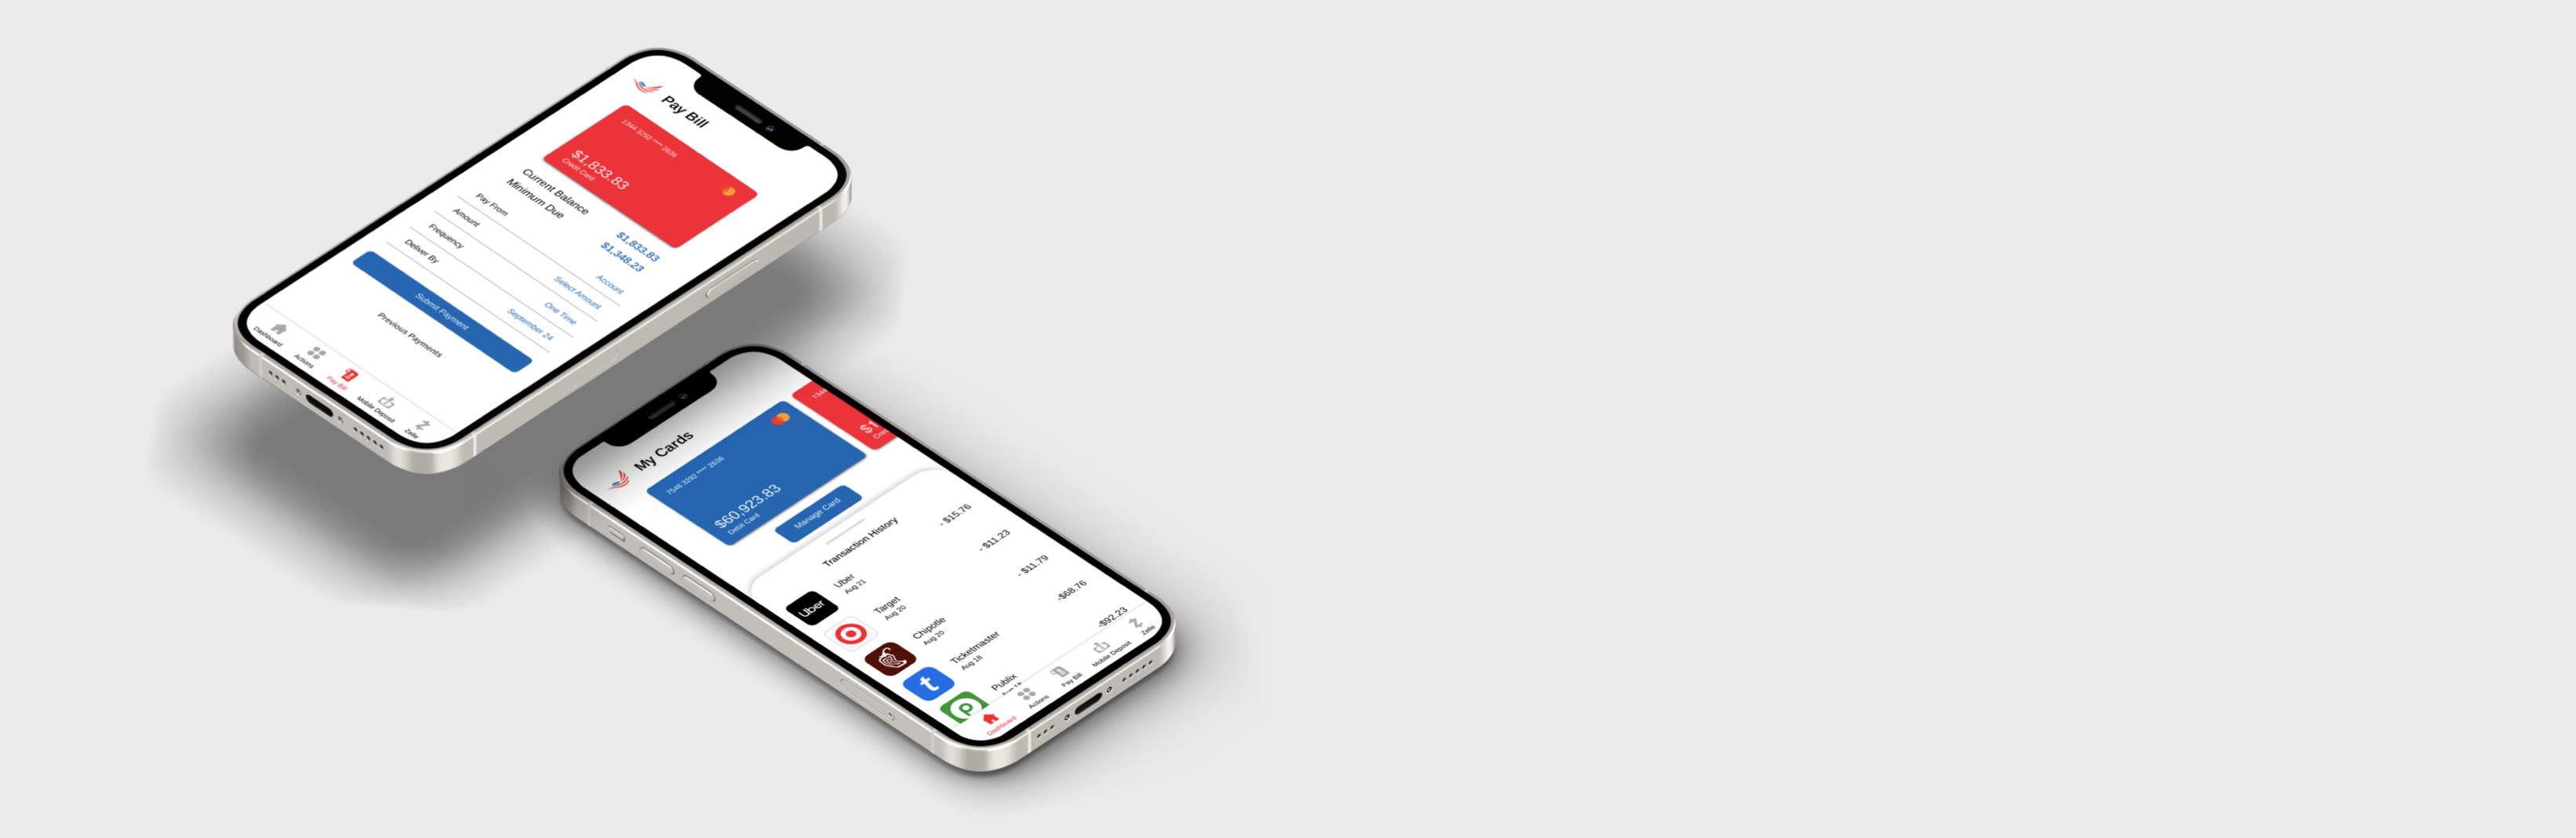 Pay Bill
1344 3292 **** 2636
$1,833.83
Credit Card
Current Balance $1,833.83
Minimum Due $1,348.23
Pay From Account
Amount Select Amount
Frequency One Time
Deliver By September 24
Submit Payment
Previous Payments
Dashboard
Actions
Pay Bill
Mobile Deposit
Zelle
My Cards
7548 3292 **** 2636
$60,923.83
Debit Card
1344
$1
Cre
Manage Card
Transaction History
Uber
Uber - $15.76
Aug 21
Target - $11.23
Aug 20
Chipotle - $11.79
Aug 20
t
Ticketmaster -$68.76
Aug 18
p
Publix -$92.23
Dashboard
Actions
Pay Bill
Mobile Deposit
Zelle